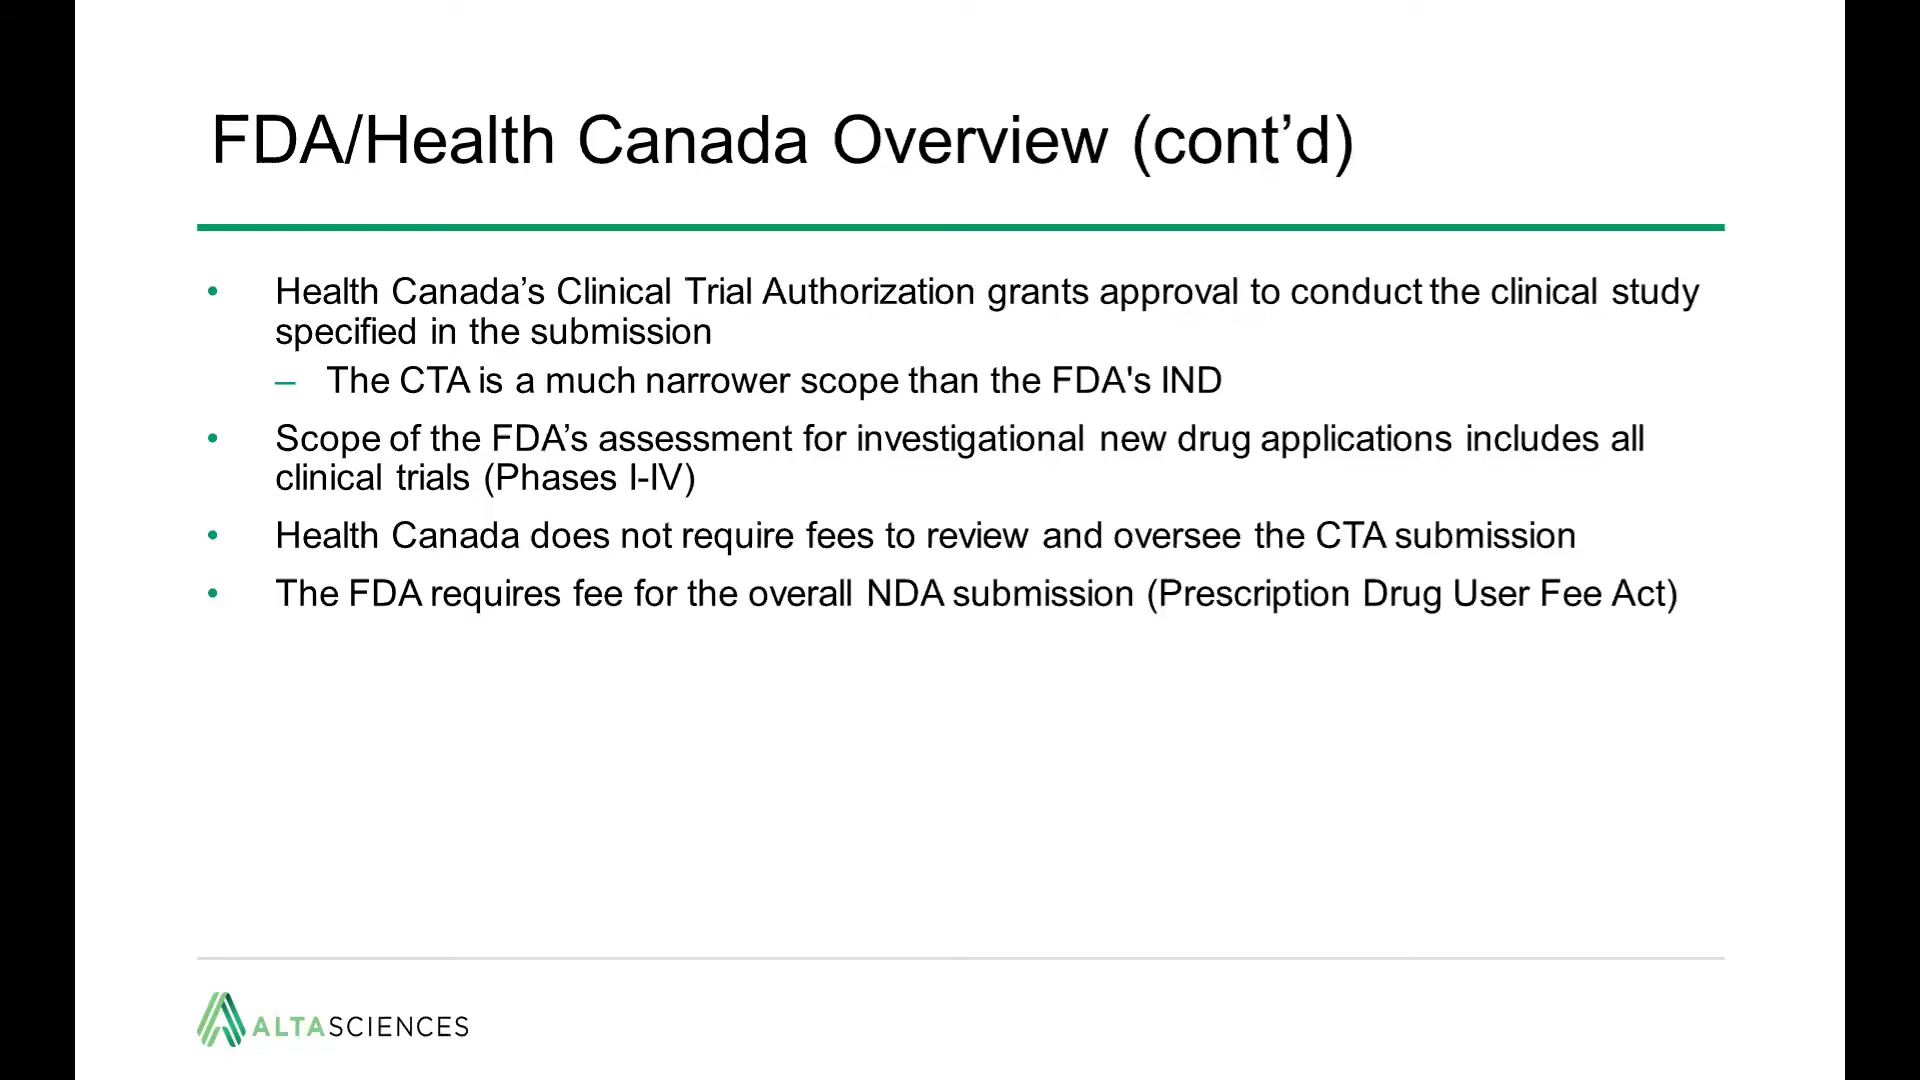 FDA/Health Canada Overview (cont’d)
• Health Canada’s Clinical Trial Authorization grants approval to conduct the clinical study
specified in the submission
– The CTA is a much narrower scope than the FDA's IND
• Scope of the FDA’s assessment for investigational new drug applications includes all
clinical trials (Phases I-IV)
• Health Canada does not require fees to review and oversee the CTA submission
• The FDA requires fee for the overall NDA submission (Prescription Drug User Fee Act)
ALTASCIENCES